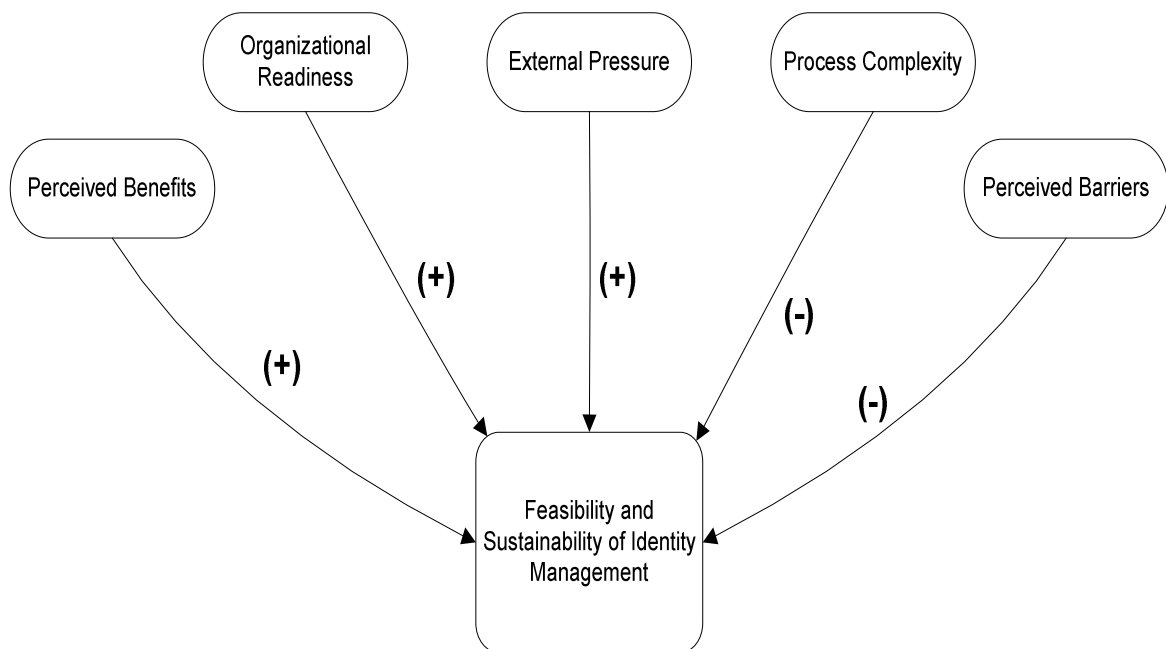 Organizational
Readiness
External Pressure
Process Complexity
Perceived Benefits
Perceived Barriers
(+)
(+)
(-)
(+)
(-)
Feasibility and
Sustainability of Identity
Management